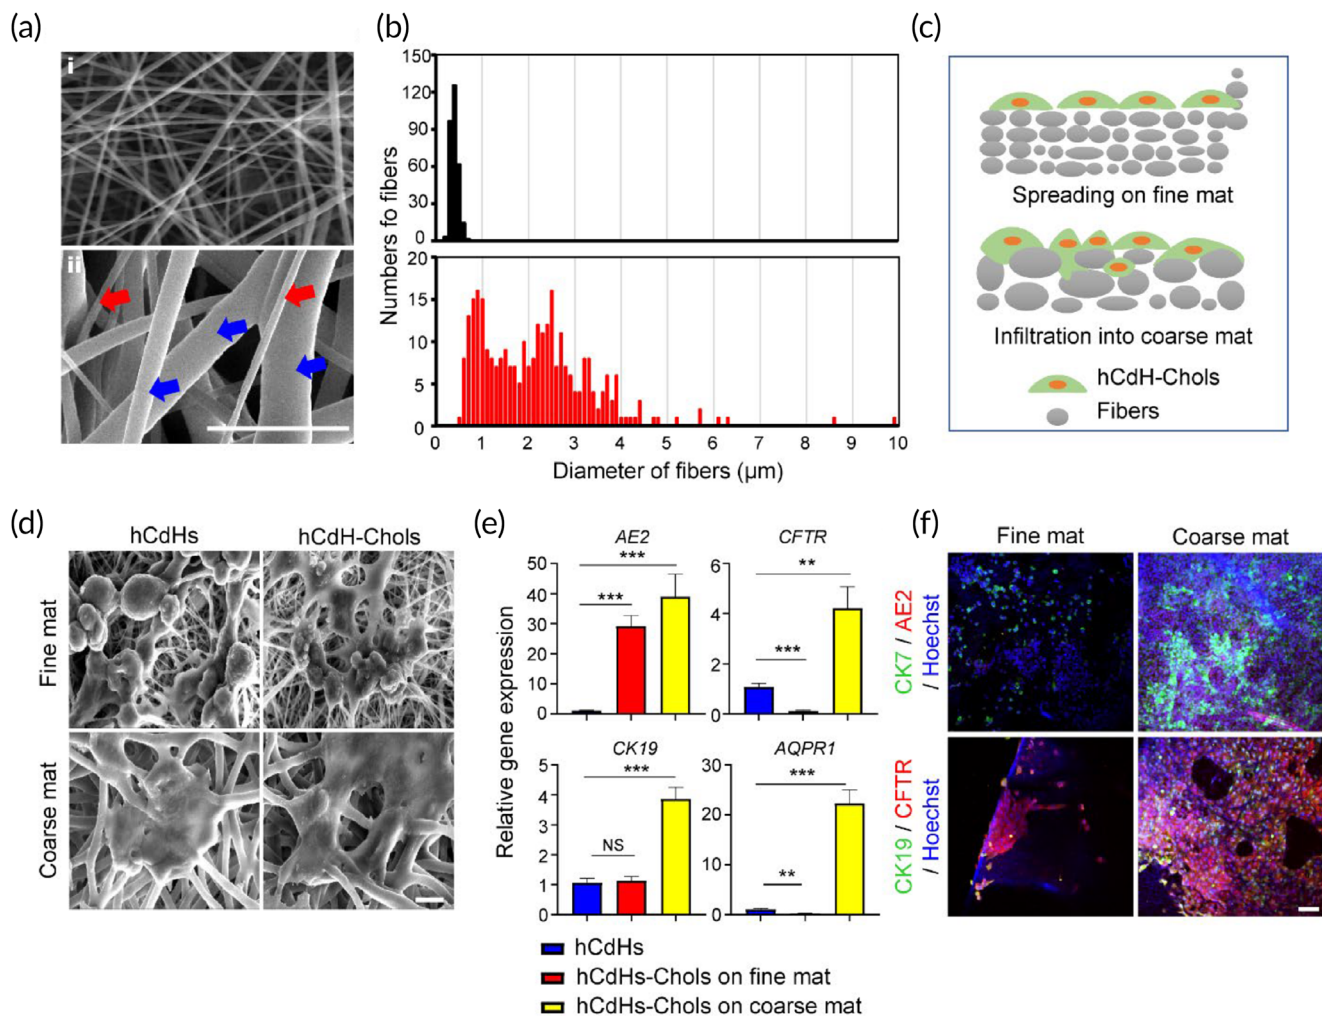 (a)
i
ii
(b)
Numbers fo fibers
150
120
90
60
30
0
20
15
10
5
0
0 1 2 3 4 5 6 7 8 9 10
Diameter of fibers (µm)
(c)
Spreading on fine mat
Infiltration into coarse mat
hCdH-Chols
Fibers
(d)
hCdHs hCdH-Chols
Fine mat
Coarse mat
(e)
Relative gene expression
AE2
50
40
30
20
10
0
***
***
CFTR
6
4
2
0
**
***
CK19
5
4
3
2
1
0
***
NS
AQPR1
30
20
10
0
***
**
hCdHs
hCdHs-Chols on fine mat
hCdHs-Chols on coarse mat
(f)
Fine mat Coarse mat
CK7 / AE2
/ Hoechst
CK19 / CFTR
/ Hoechst